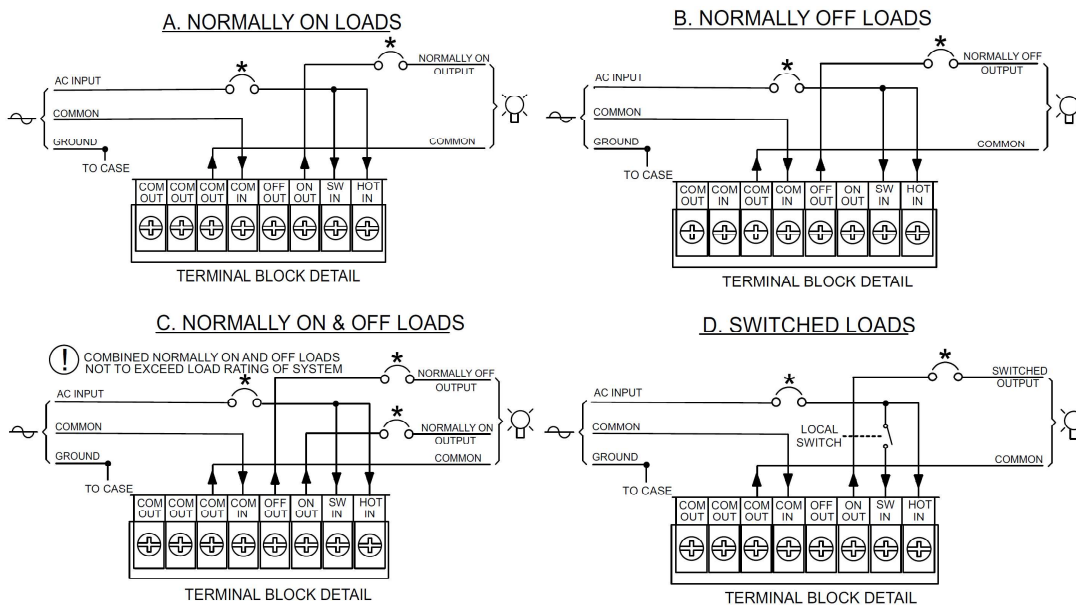 A. NORMALLY ON LOADS
*
*
NORMALLY ON
OUTPUT
AC INPUT
COMMON
GROUND
TO CASE
COMMON
COM OUT
COM OUT
COM OUT
COM IN
OFF OUT
ON OUT
SW IN
HOT IN
TERMINAL BLOCK DETAIL
B. NORMALLY OFF LOADS
*
*
NORMALLY OFF
OUTPUT
AC INPUT
COMMON
GROUND
TO CASE
COMMON
COM OUT
COM IN
COM OUT
COM IN
OFF OUT
ON OUT
SW IN
HOT IN
TERMINAL BLOCK DETAIL
C. NORMALLY ON & OFF LOADS
! COMBINED NORMALLY ON AND OFF LOADS
NOT TO EXCEED LOAD RATING OF SYSTEM
*
*
*
NORMALLY OFF
OUTPUT
AC INPUT
COMMON
NORMALLY ON
OUTPUT
GROUND
TO CASE
COMMON
COM OUT
COM OUT
COM OUT
COM IN
OFF OUT
ON OUT
SW IN
HOT IN
TERMINAL BLOCK DETAIL
D. SWITCHED LOADS
*
*
SWITCHED
OUTPUT
AC INPUT
COMMON
LOCAL
SWITCH
GROUND
TO CASE
COMMON
COM OUT
COM OUT
COM OUT
COM IN
OFF OUT
ON OUT
SW IN
HOT IN
TERMINAL BLOCK DETAIL